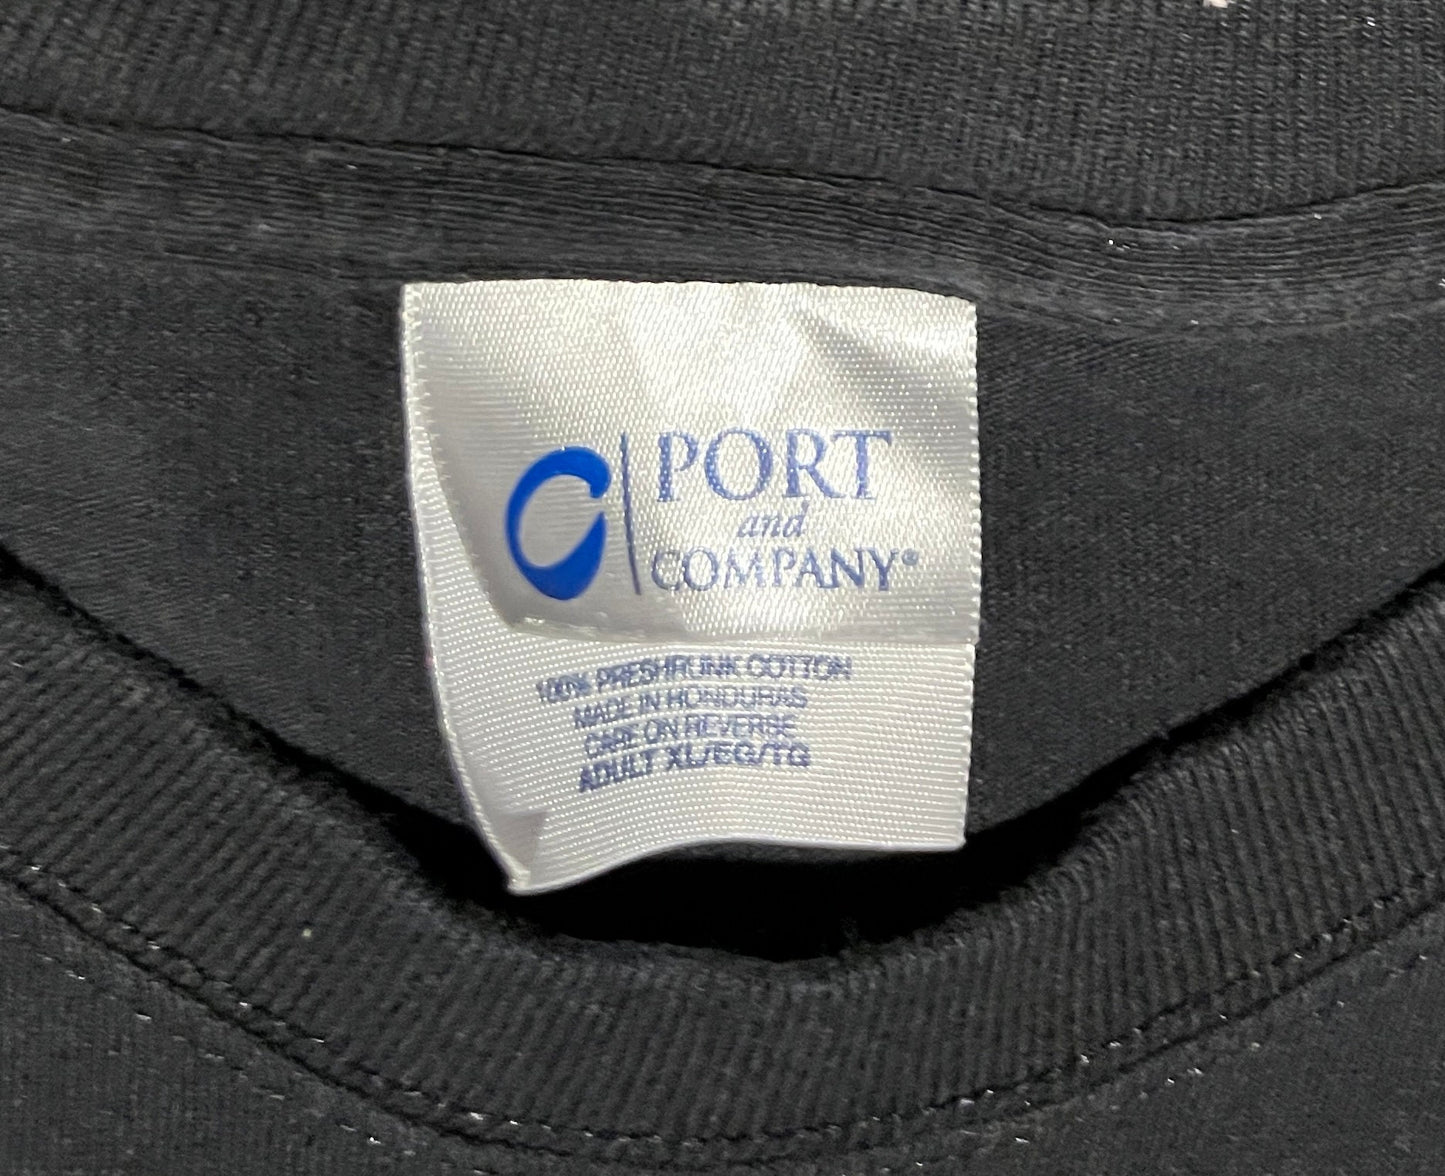 PORT
and
COMPANY®
100% PRESHRUNK COTTON
MADE IN HONDURAS
CARE ON REVERSE
ADULT XL/EG/TG